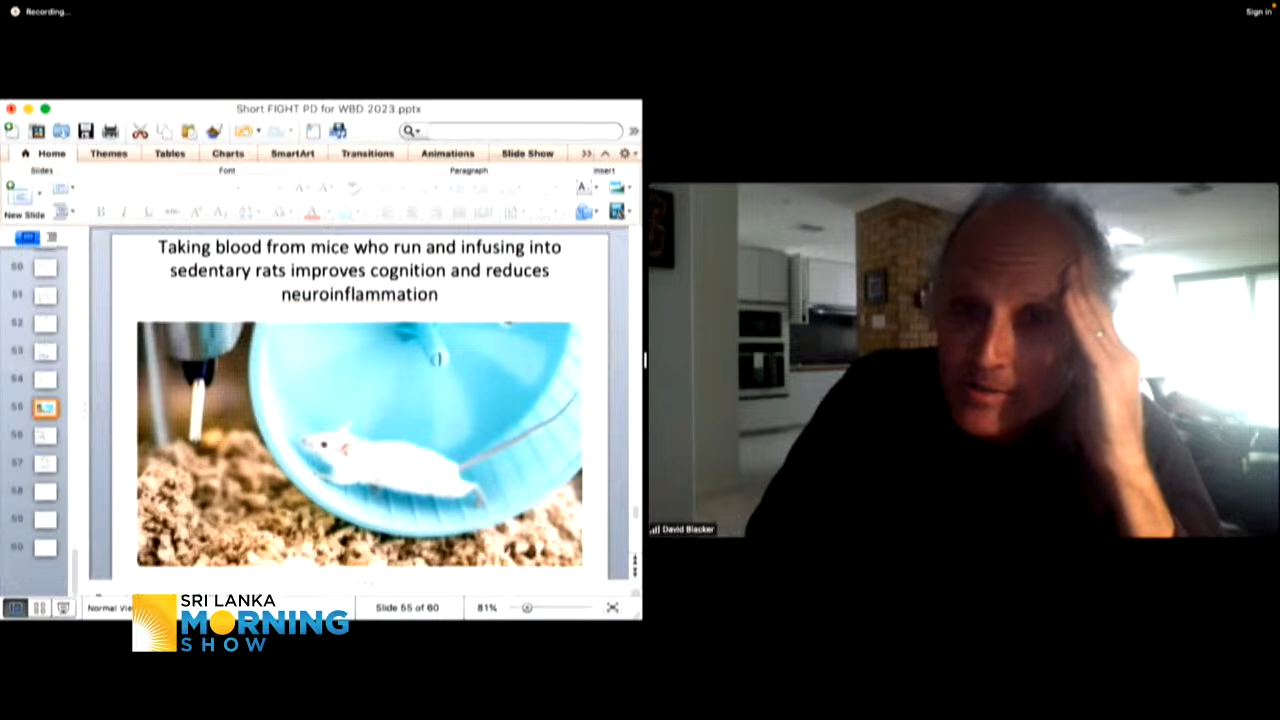 Recording...
Sign in
Short FIGHT PD for WBD 2023.pptx
Home Themes Tables Charts SmartArt Transitions Animations Slide Show
Slides Font Paragraph Insert
New Slide
Taking blood from mice who run and infusing into
sedentary rats improves cognition and reduces
neuroinflammation
50
51
52
53
54
55
56
57
58
59
60
David Blacker
Normal Vie
Slide 55 of 60
81%
SRI LANKA
MORNING
SHOW